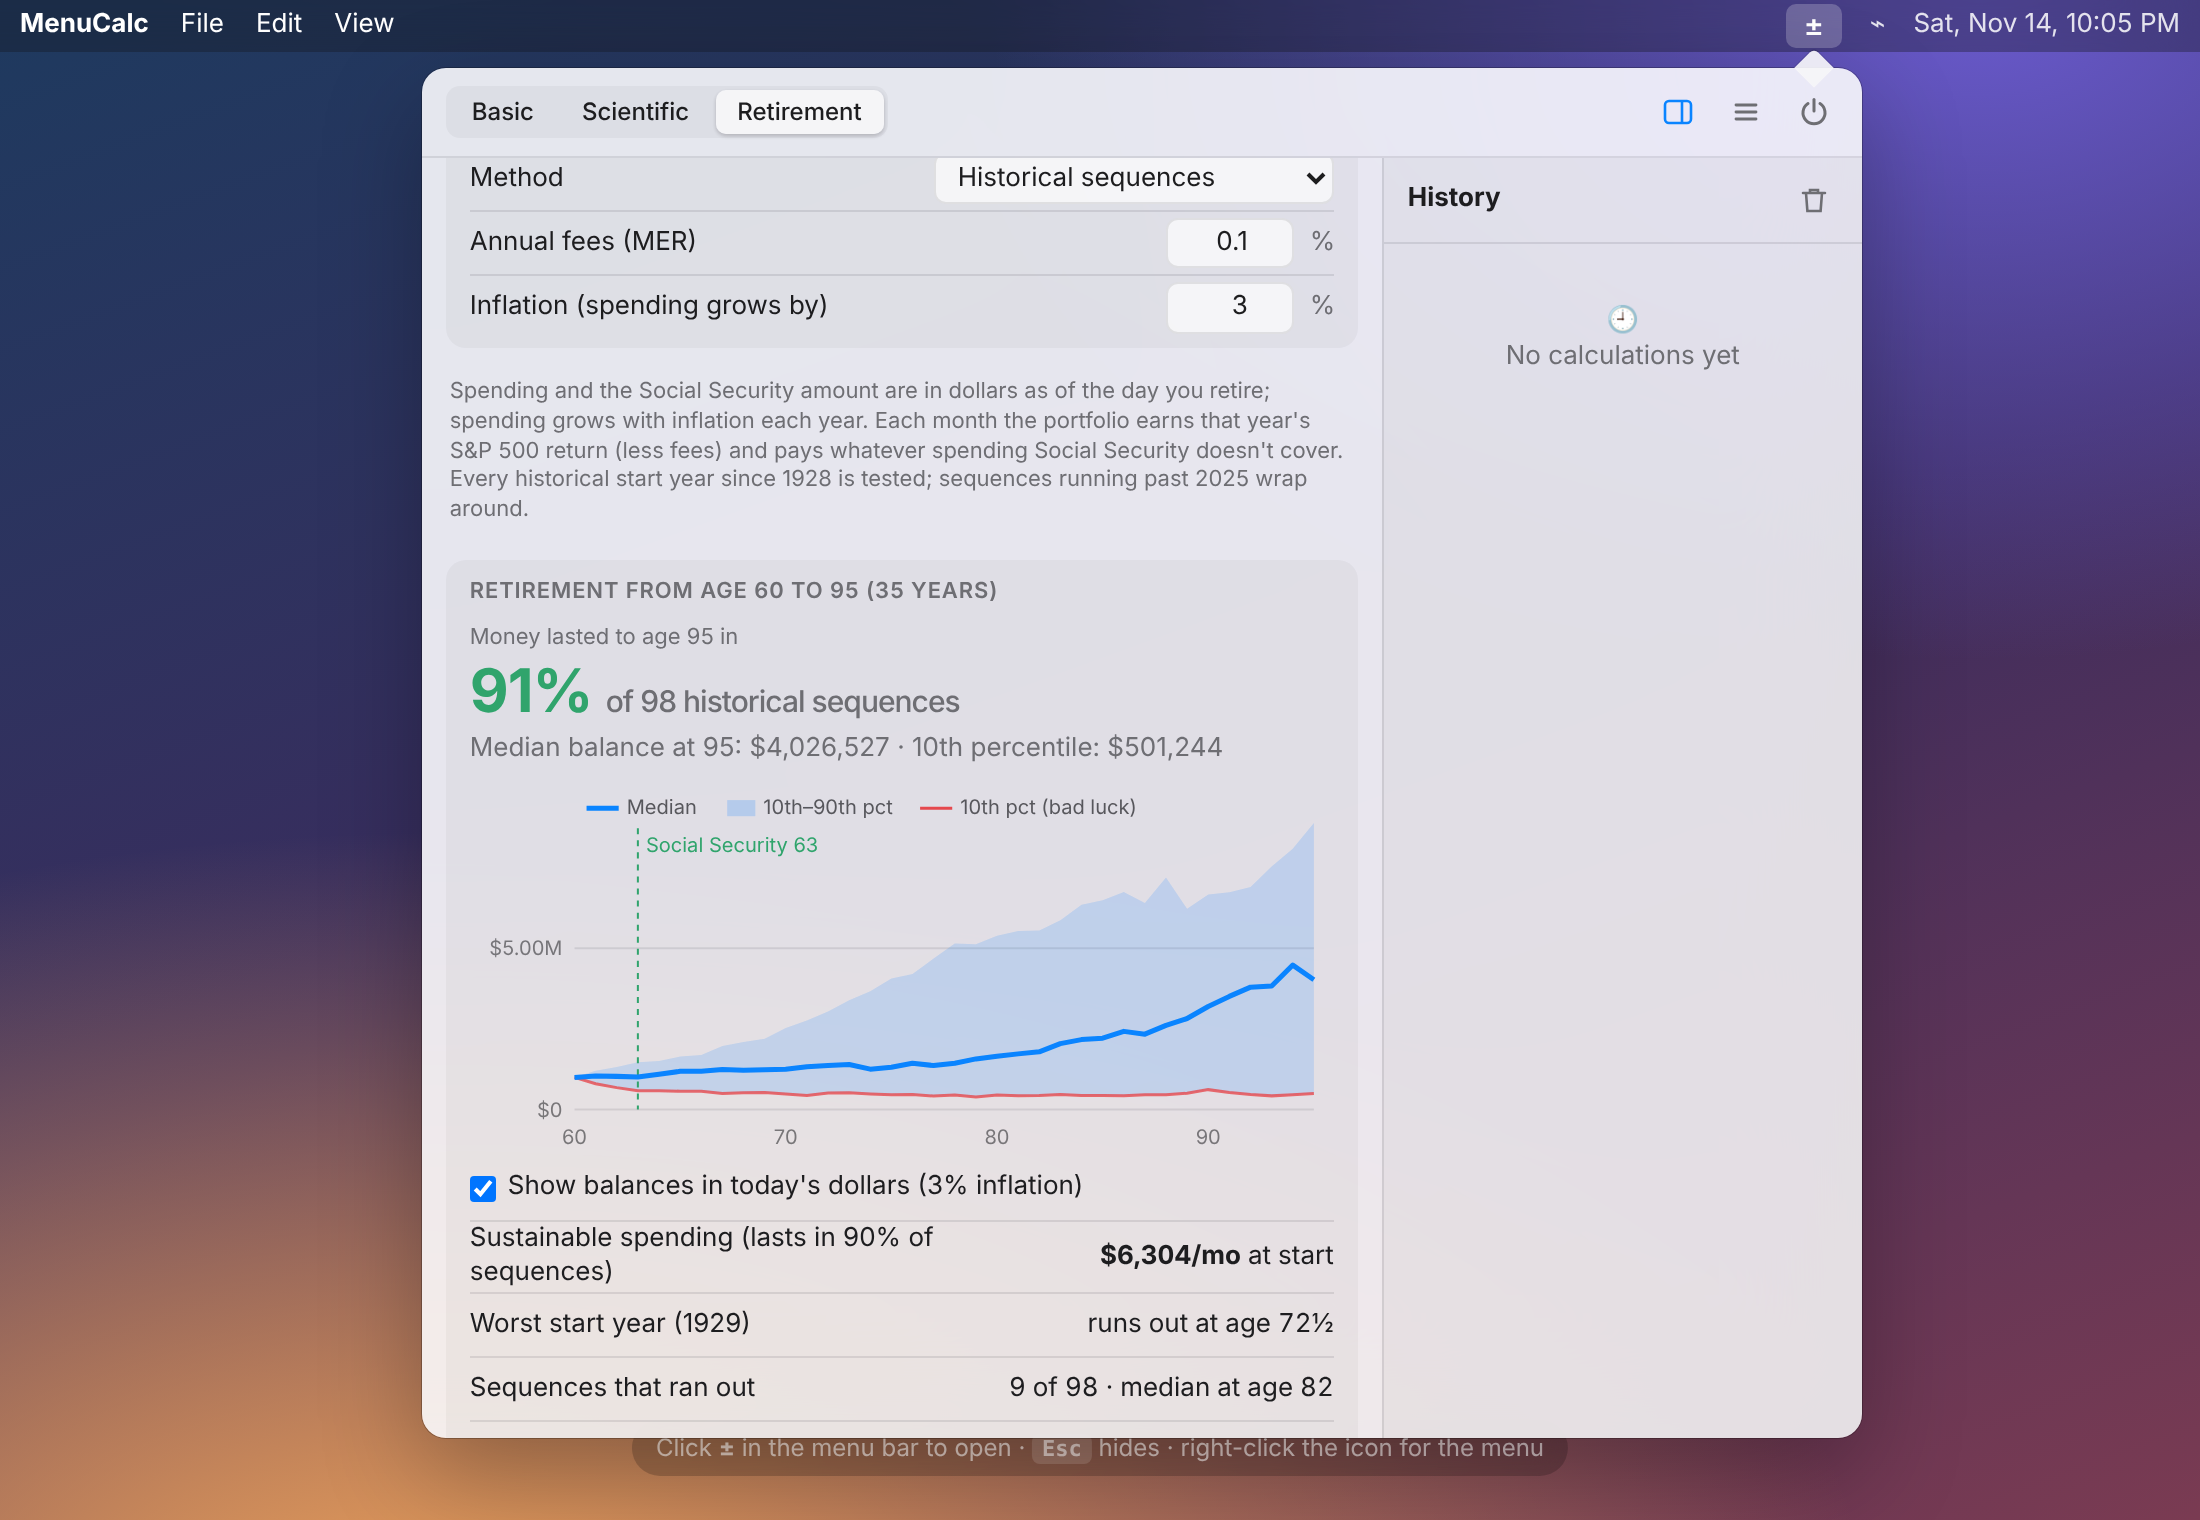 MenuCalc File Edit View ± Sat, Nov 14, 10:05 PM
Basic Scientific Retirement
Method Historical sequences
Annual fees (MER) 0.1 %
Inflation (spending grows by) 3 %
Spending and the Social Security amount are in dollars as of the day you retire;
spending grows with inflation each year. Each month the portfolio earns that year's
S&P 500 return (less fees) and pays whatever spending Social Security doesn't cover.
Every historical start year since 1928 is tested; sequences running past 2025 wrap
around.
RETIREMENT FROM AGE 60 TO 95 (35 YEARS)
Money lasted to age 95 in
91% of 98 historical sequences
Median balance at 95: $4,026,527 · 10th percentile: $501,244
Median 10th–90th pct 10th pct (bad luck)
Social Security 63
$5.00M
$0
60 70 80 90
Show balances in today's dollars (3% inflation)
Sustainable spending (lasts in 90% of
sequences)
$6,304/mo at start
Worst start year (1929) runs out at age 72½
Sequences that ran out 9 of 98 · median at age 82
History
No calculations yet
Click ± in the menu bar to open · Esc hides · right-click the icon for the menu